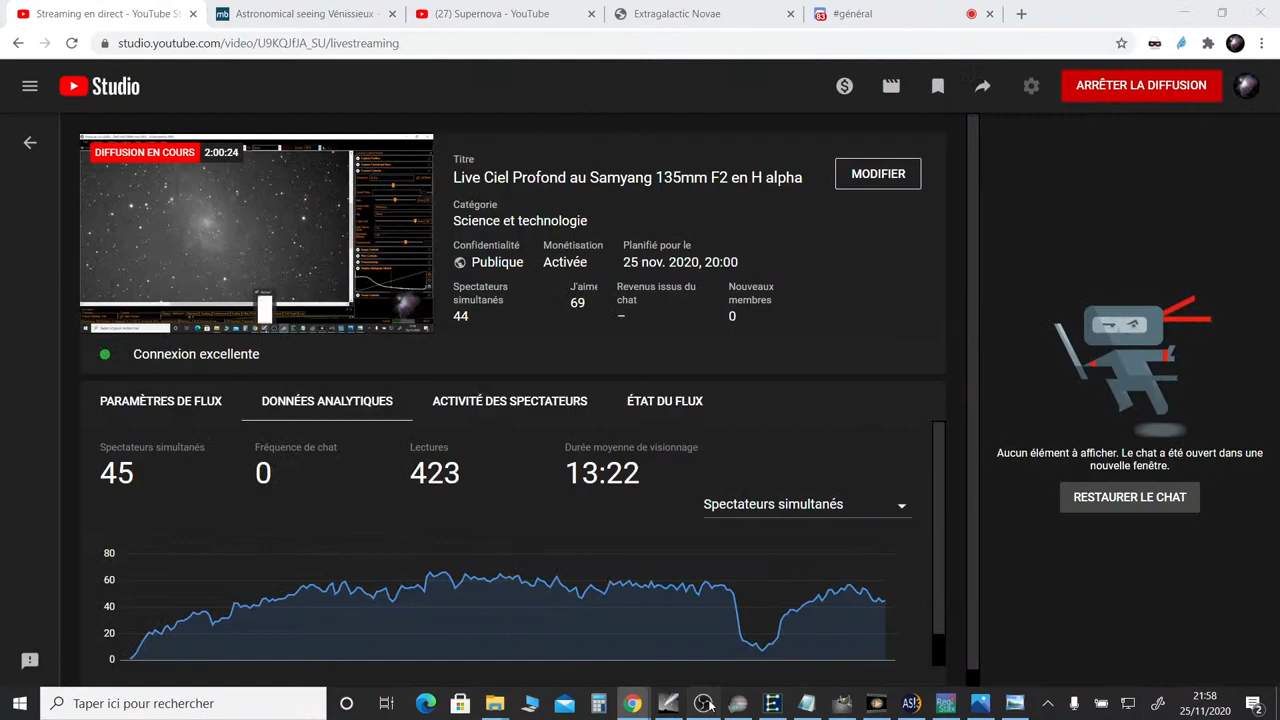 Streaming en direct - YouTube S
Astronomical seeing Vénissieux -
(27) Supernova - YouTube
Extragalactic Novae
83
#général
studio.youtube.com/video/U9KQJfJA_SU/livestreaming
Studio
ARRÊTER LA DIFFUSION
DIFFUSION EN COURS 2:00:24
Titre
Live Ciel Profond au Samyang 135mm F2 en H alpha
MODIFIER
Catégorie
Science et technologie
Confidentialité Monétisation Planifié pour le
Publique Activée 25 nov. 2020, 20:00
Spectateurs simultanés
44
J'aime
69
Revenus issus du chat
–
Nouveaux membres
0
Connexion excellente
PARAMÈTRES DE FLUX DONNÉES ANALYTIQUES ACTIVITÉ DES SPECTATEURS ÉTAT DU FLUX
Spectateurs simultanés Fréquence de chat Lectures Durée moyenne de visionnage
45 0 423 13:22
Spectateurs simultanés
80
60
40
20
0
Aucun élément à afficher. Le chat a été ouvert dans une
nouvelle fenêtre.
RESTAURER LE CHAT
Taper ici pour rechercher
21:58
25/11/2020
2